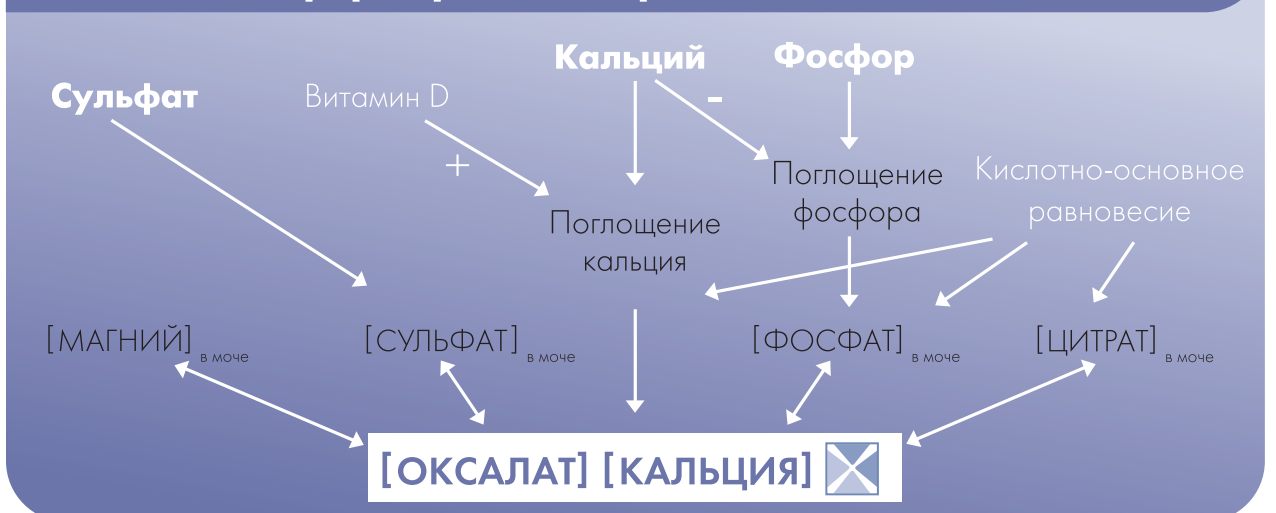 Кальций Фосфор
Сульфат Витамин D
-
+
Поглощение
фосфора
Кислотно-основное
равновесие
Поглощение
кальция
[МАГНИЙ] в моче
[СУЛЬФАТ] в моче
[ФОСФАТ] в моче
[ЦИТРАТ] в моче
[ОКСАЛАТ] [КАЛЬЦИЯ]